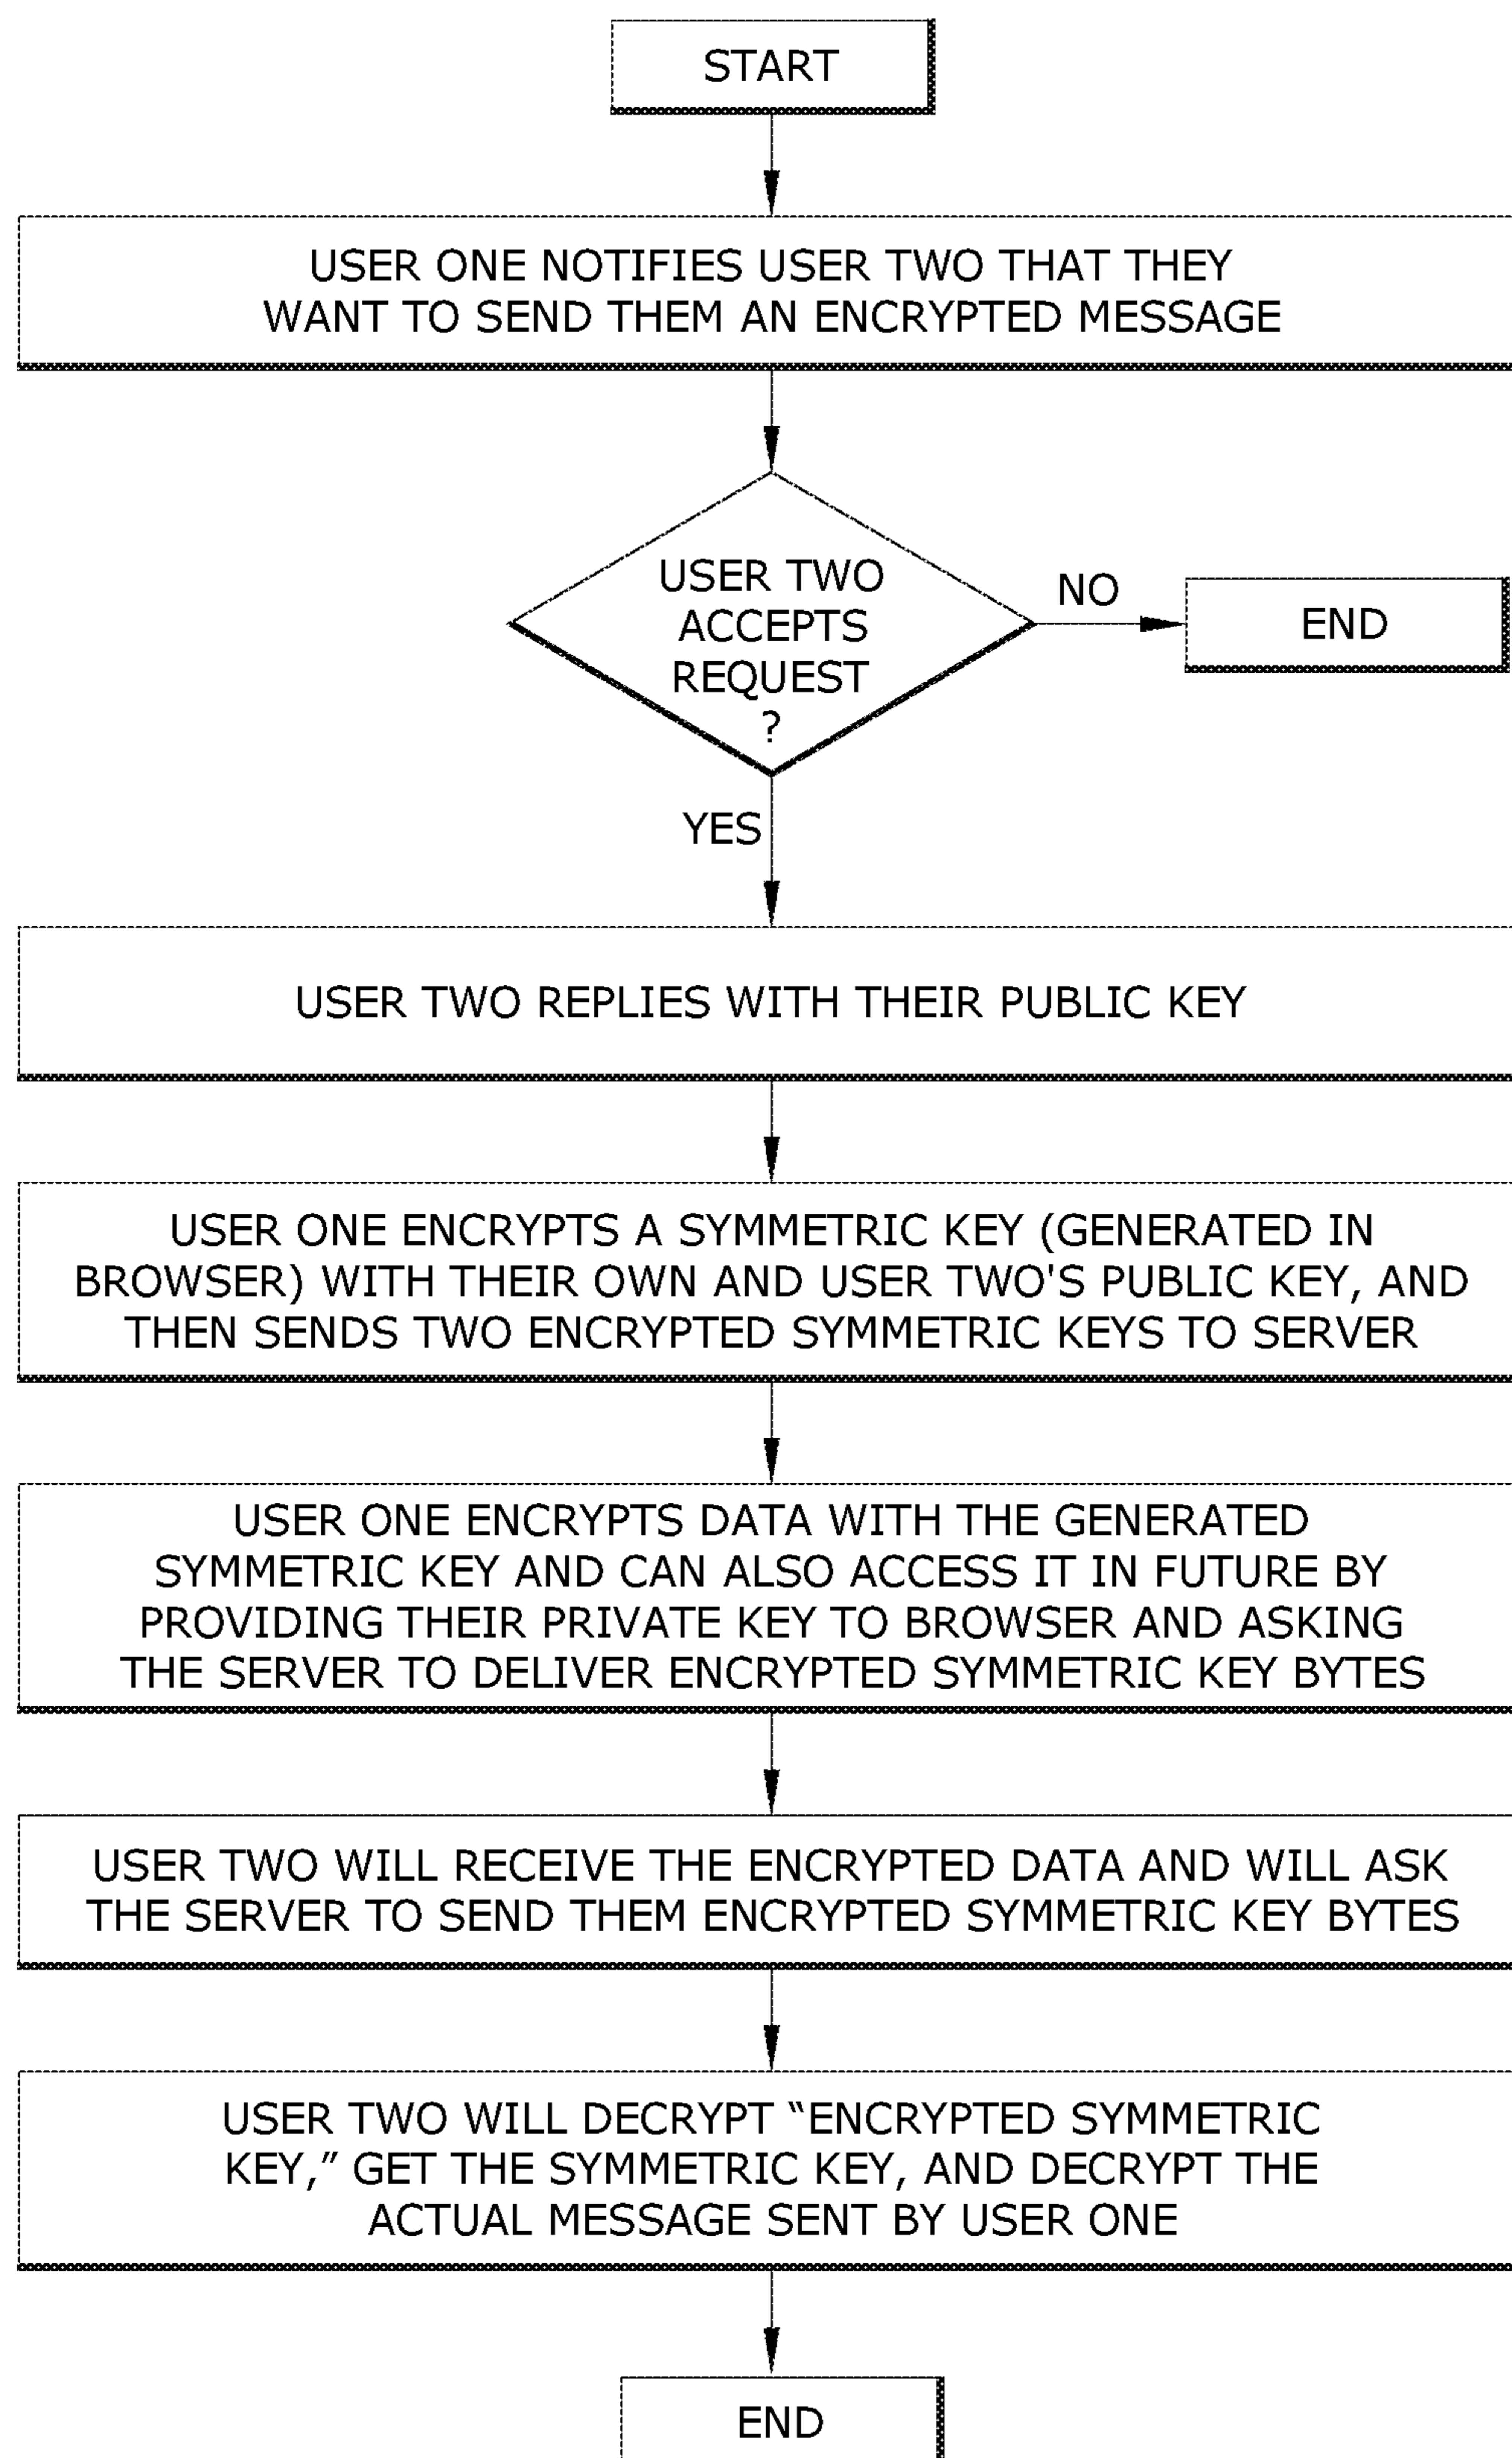 START
USER ONE NOTIFIES USER TWO THAT THEY
WANT TO SEND THEM AN ENCRYPTED MESSAGE
USER TWO
ACCEPTS
REQUEST
?
NO
END
YES
USER TWO REPLIES WITH THEIR PUBLIC KEY
USER ONE ENCRYPTS A SYMMETRIC KEY (GENERATED IN
BROWSER) WITH THEIR OWN AND USER TWO'S PUBLIC KEY, AND
THEN SENDS TWO ENCRYPTED SYMMETRIC KEYS TO SERVER
USER ONE ENCRYPTS DATA WITH THE GENERATED
SYMMETRIC KEY AND CAN ALSO ACCESS IT IN FUTURE BY
PROVIDING THEIR PRIVATE KEY TO BROWSER AND ASKING
THE SERVER TO DELIVER ENCRYPTED SYMMETRIC KEY BYTES
USER TWO WILL RECEIVE THE ENCRYPTED DATA AND WILL ASK
THE SERVER TO SEND THEM ENCRYPTED SYMMETRIC KEY BYTES
USER TWO WILL DECRYPT “ENCRYPTED SYMMETRIC
KEY,” GET THE SYMMETRIC KEY, AND DECRYPT THE
ACTUAL MESSAGE SENT BY USER ONE
END